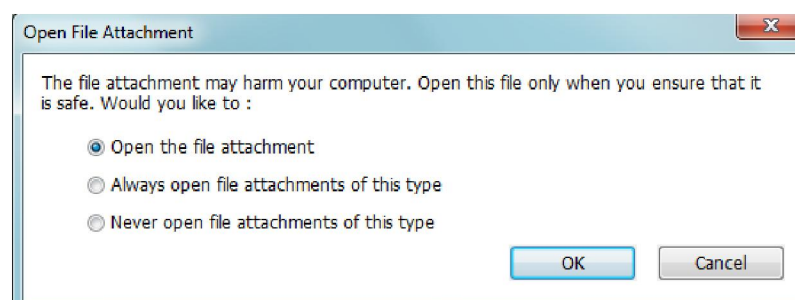 Open File Attachment
The file attachment may harm your computer. Open this file only when you ensure that it
is safe. Would you like to :
Open the file attachment
Always open file attachments of this type
Never open file attachments of this type
OK Cancel